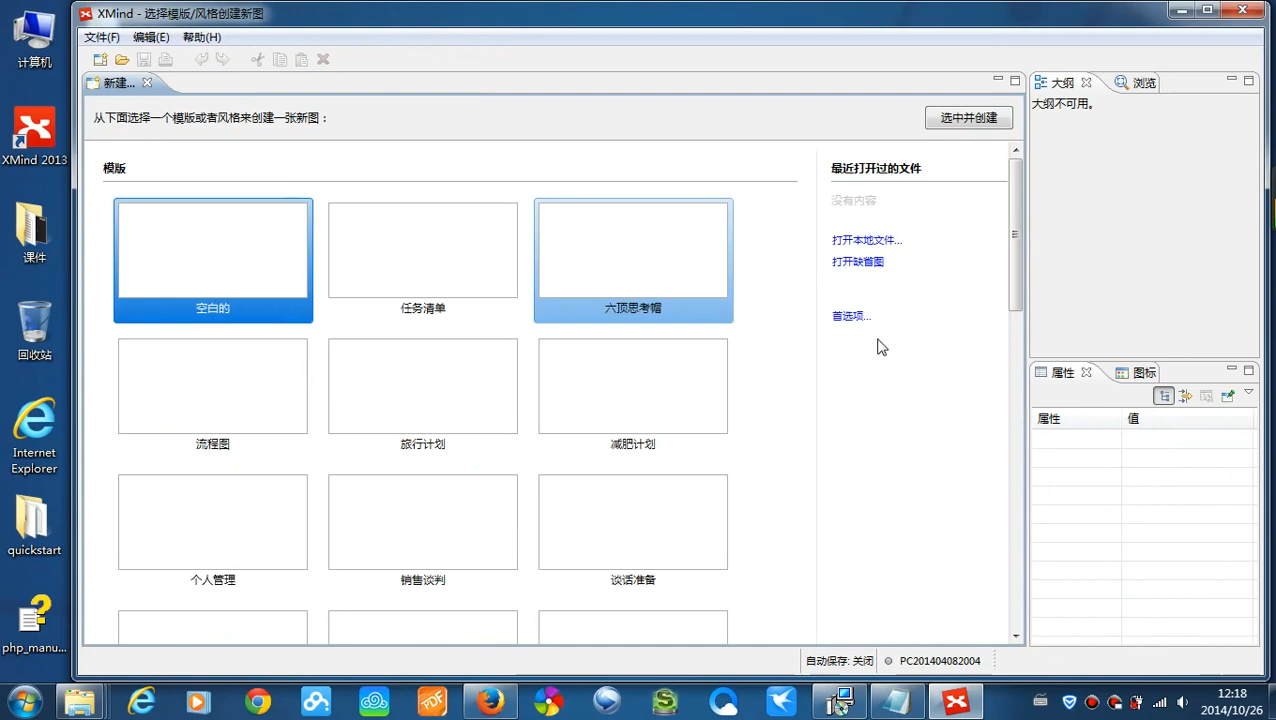 XMind - 选择模版/风格创建新图
文件(F) 编辑(E) 帮助(H)
新建...
从下面选择一个模版或者风格来创建一张新图：
选中并创建
模版
空白的
任务清单
六顶思考帽
流程图
旅行计划
减肥计划
个人管理
销售谈判
谈话准备
最近打开过的文件
没有内容
打开本地文件...
打开缺省图
首选项...
大纲
浏览
大纲不可用。
属性
图标
属性 值
自动保存: 关闭
PC201404082004
计算机
XMind 2013
课件
回收站
Internet
Explorer
quickstart
php_manu...
PDF
S
12:18
2014/10/26